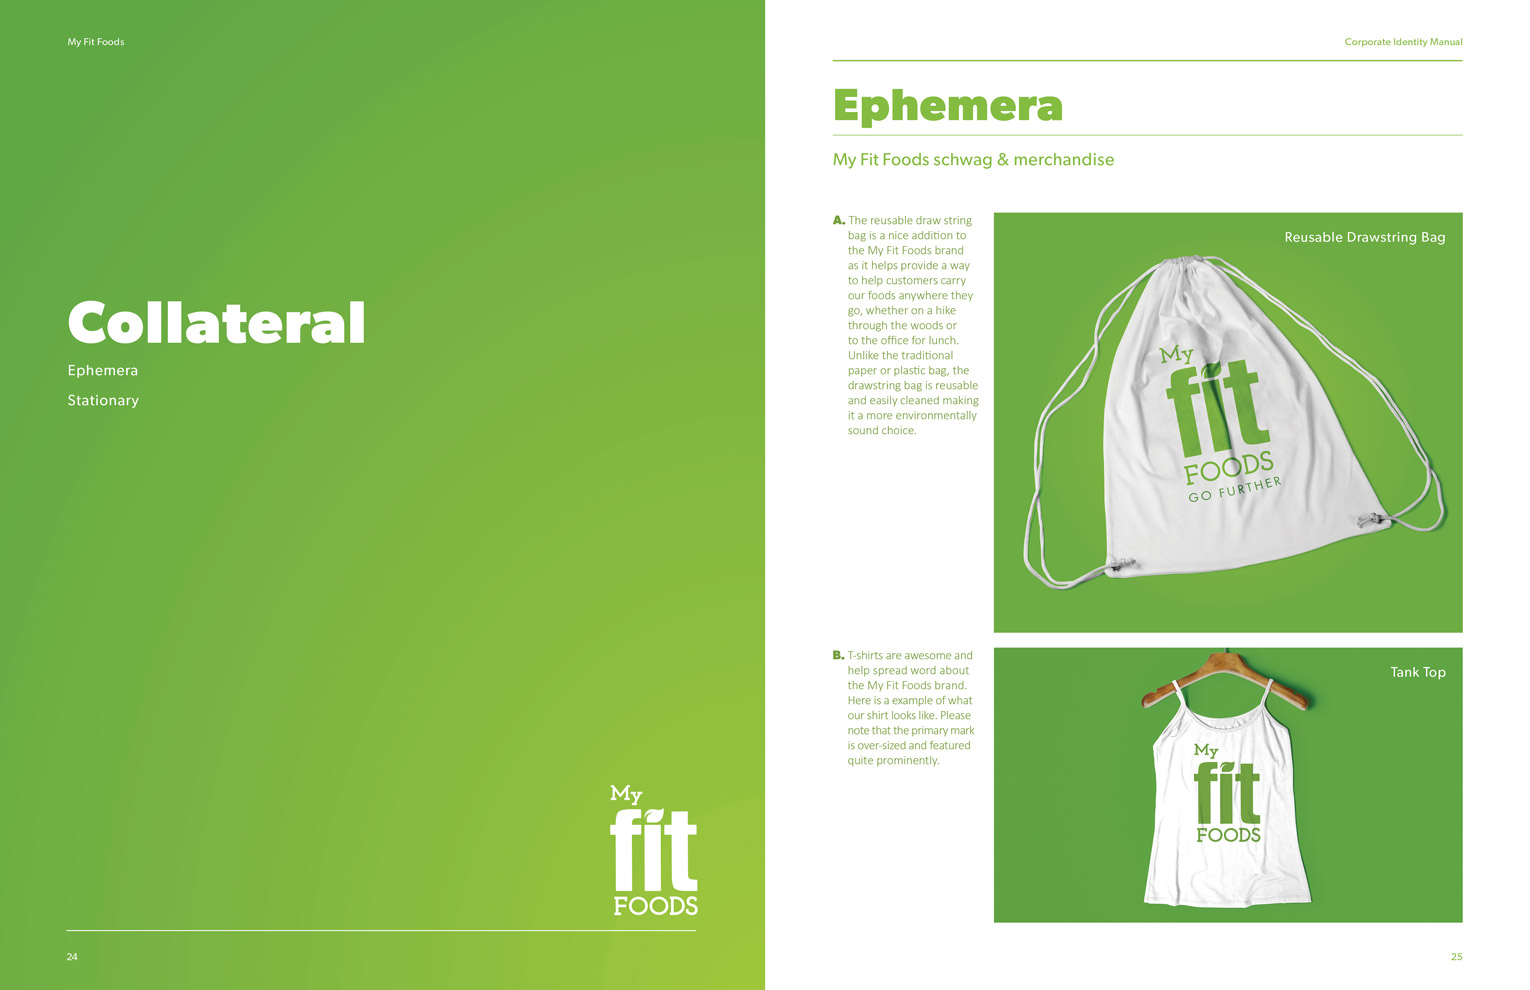 My Fit Foods
Collateral
Ephemera
Stationary
My
fit
FOODS
24
Corporate Identity Manual
Ephemera
My Fit Foods schwag & merchandise
A. The reusable draw string
bag is a nice addition to
the My Fit Foods brand
as it helps provide a way
to help customers carry
our foods anywhere they
go, whether on a hike
through the woods or
to the office for lunch.
Unlike the traditional
paper or plastic bag, the
drawstring bag is reusable
and easily cleaned making
it a more environmentally
sound choice.
Reusable Drawstring Bag
My
fit
FOODS
GO FURTHER
B. T-shirts are awesome and
help spread word about
the My Fit Foods brand.
Here is a example of what
our shirt looks like. Please
note that the primary mark
is over-sized and featured
quite prominently.
Tank Top
My
fit
FOODS
25